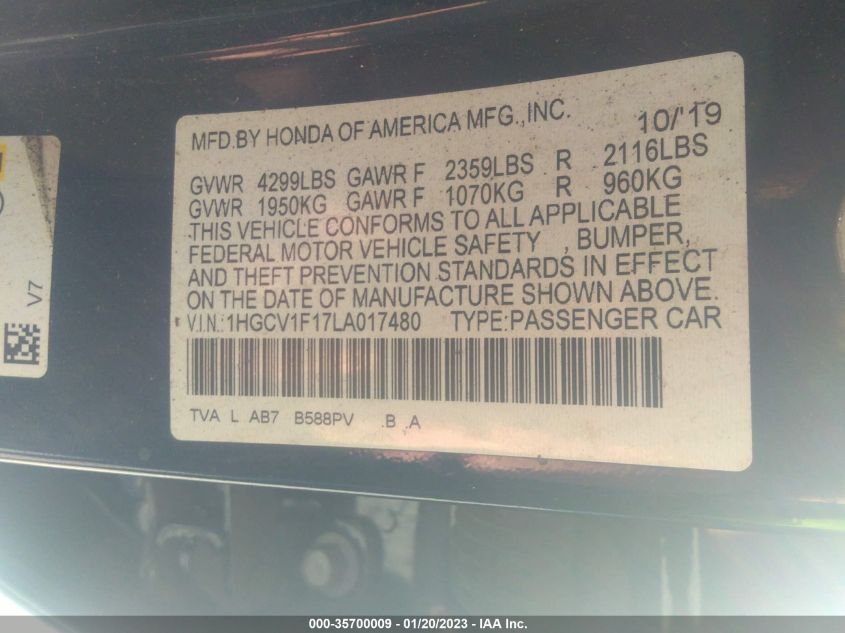 MFD.BY HONDA OF AMERICA MFG.,INC. 10/'19
GVWR 4299LBS GAWR F 2359LBS R 2116LBS
GVWR 1950KG GAWR F 1070KG R 960KG
THIS VEHICLE CONFORMS TO ALL APPLICABLE
FEDERAL MOTOR VEHICLE SAFETY , BUMPER,
AND THEFT PREVENTION STANDARDS IN EFFECT
ON THE DATE OF MANUFACTURE SHOWN ABOVE.
V.I.N.: 1HGCV1F17LA017480 TYPE:PASSENGER CAR
TVA L AB7 B588PV .B .A
V7
000-35700009 - 01/20/2023 - IAA Inc.